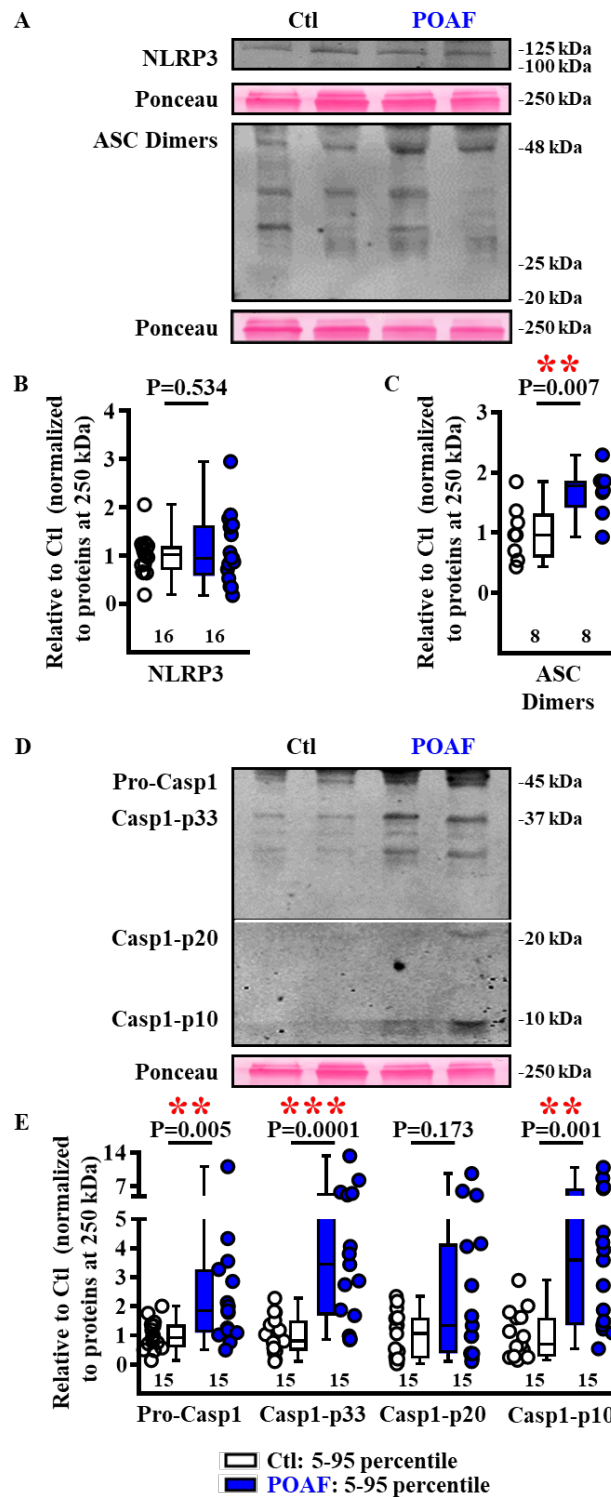 A
Ctl POAF
NLRP3
-125 kDa
-100 kDa
Ponceau
-250 kDa
ASC Dimers
-48 kDa
-25 kDa
-20 kDa
Ponceau
-250 kDa
B
P=0.534
Relative to Ctl (normalized
to proteins at 250 kDa)
4
3
2
1
0
16 16
NLRP3
C
**
P=0.007
Relative to Ctl (normalized
to proteins at 250 kDa)
3
2
1
0
8 8
ASC
Dimers
D
Ctl POAF
Pro-Casp1
-45 kDa
Casp1-p33
-37 kDa
Casp1-p20
-20 kDa
Casp1-p10
-10 kDa
Ponceau
-250 kDa
E
** *** **
P=0.005 P=0.0001 P=0.173 P=0.001
Relative to Ctl (normalized
to proteins at 250 kDa)
14
7
5
4
3
2
1
0
15 15 15 15 15 15 15 15
Pro-Casp1 Casp1-p33 Casp1-p20 Casp1-p10
Ctl: 5-95 percentile
POAF: 5-95 percentile